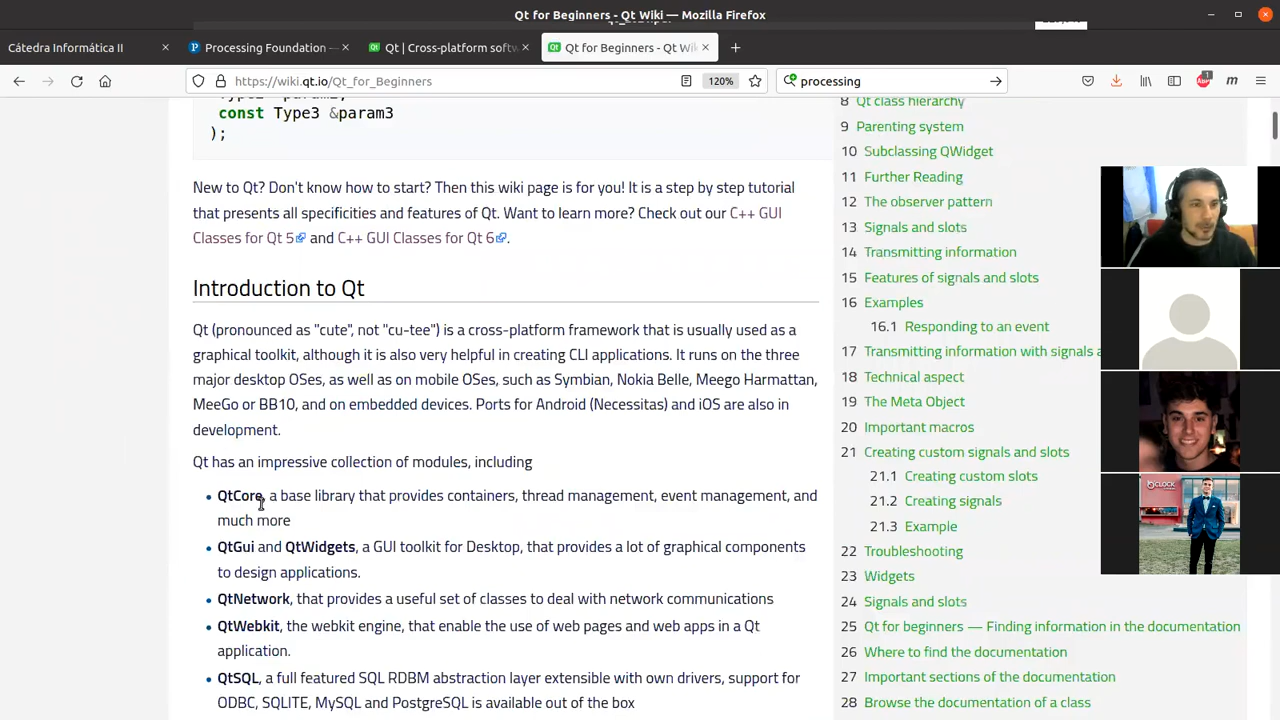 Qt for Beginners - Qt Wiki — Mozilla Firefox
Cátedra Informática II
Processing Foundation —
Qt | Cross-platform softw
Qt for Beginners - Qt Wik
https://wiki.qt.io/Qt_for_Beginners
120%
processing
1
m
const Type3 &param3
);
New to Qt? Don't know how to start? Then this wiki page is for you! It is a step by step tutorial
that presents all specificities and features of Qt. Want to learn more? Check out our C++ GUI
Classes for Qt 5 and C++ GUI Classes for Qt 6.
Introduction to Qt
Qt (pronounced as "cute", not "cu-tee") is a cross-platform framework that is usually used as a
graphical toolkit, although it is also very helpful in creating CLI applications. It runs on the three
major desktop OSes, as well as on mobile OSes, such as Symbian, Nokia Belle, Meego Harmattan,
MeeGo or BB10, and on embedded devices. Ports for Android (Necessitas) and iOS are also in
development.
Qt has an impressive collection of modules, including
• QtCore, a base library that provides containers, thread management, event management, and
much more
• QtGui and QtWidgets, a GUI toolkit for Desktop, that provides a lot of graphical components
to design applications.
• QtNetwork, that provides a useful set of classes to deal with network communications
• QtWebkit, the webkit engine, that enable the use of web pages and web apps in a Qt
application.
• QtSQL, a full featured SQL RDBM abstraction layer extensible with own drivers, support for
ODBC, SQLITE, MySQL and PostgreSQL is available out of the box
8 Qt class hierarchy
9 Parenting system
10 Subclassing QWidget
11 Further Reading
12 The observer pattern
13 Signals and slots
14 Transmitting information
15 Features of signals and slots
16 Examples
16.1 Responding to an event
17 Transmitting information with signals a
18 Technical aspect
19 The Meta Object
20 Important macros
21 Creating custom signals and slots
21.1 Creating custom slots
21.2 Creating signals
21.3 Example
22 Troubleshooting
23 Widgets
24 Signals and slots
25 Qt for beginners — Finding information in the documentation
26 Where to find the documentation
27 Important sections of the documentation
28 Browse the documentation of a class